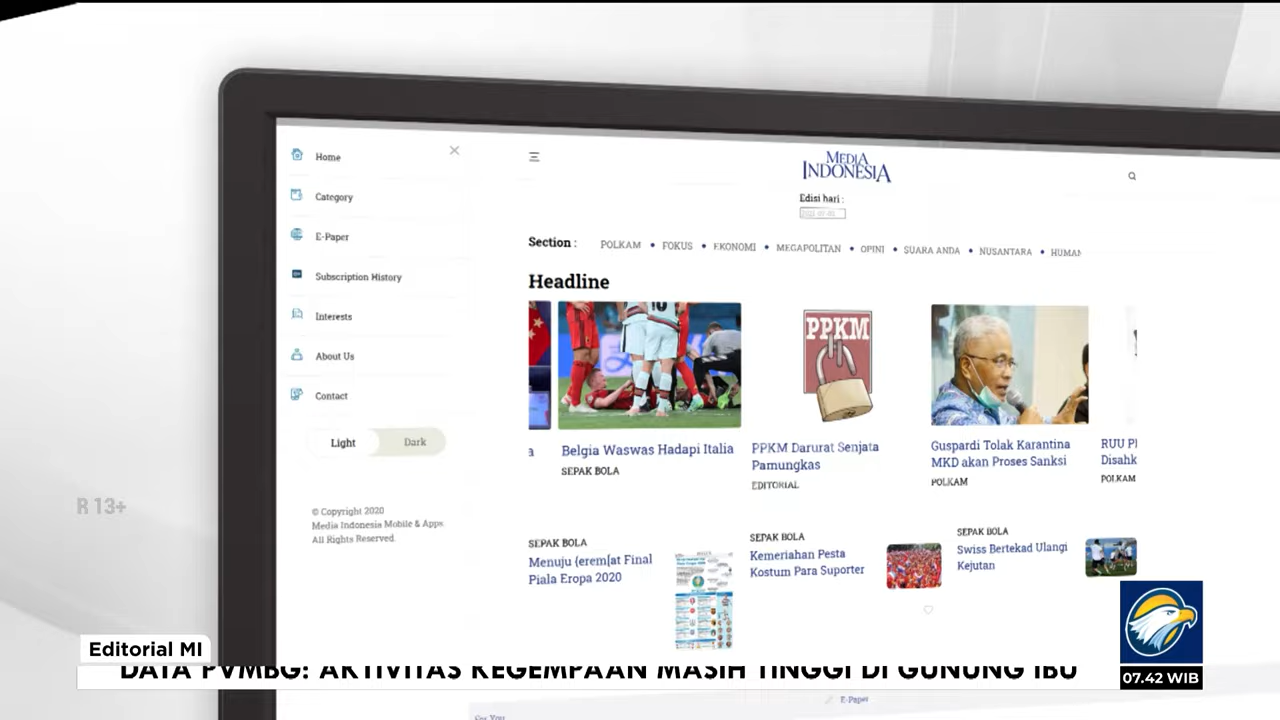 Home
Category
E-Paper
Subscription History
Interests
About Us
Contact
Light
Dark
© Copyright 2020
Media Indonesia Mobile & Apps.
All Rights Reserved.
MEDIA
INDONESIA
Edisi hari :
Section :
POLKAM • FOKUS • EKONOMI • MEGAPOLITAN • OPINI • SUARA ANDA • NUSANTARA • HUMAN
Headline
a
Belgia Waswas Hadapi Italia
SEPAK BOLA
PPKM
PPKM Darurat Senjata
Pamungkas
EDITORIAL
Guspardi Tolak Karantina
MKD akan Proses Sanksi
POLKAM
RUU P
Disahk
POLKAM
SEPAK BOLA
Menuju {erem[at Final
Piala Eropa 2020
SEPAK BOLA
Kemeriahan Pesta
Kostum Para Suporter
SEPAK BOLA
Swiss Bertekad Ulangi
Kejutan
R 13+
Editorial MI
DATA PVMBG: AKTIVITAS KEGEMPAAN MASIH TINGGI DI GUNUNG IBU
07.42 WIB
E-Paper
For You